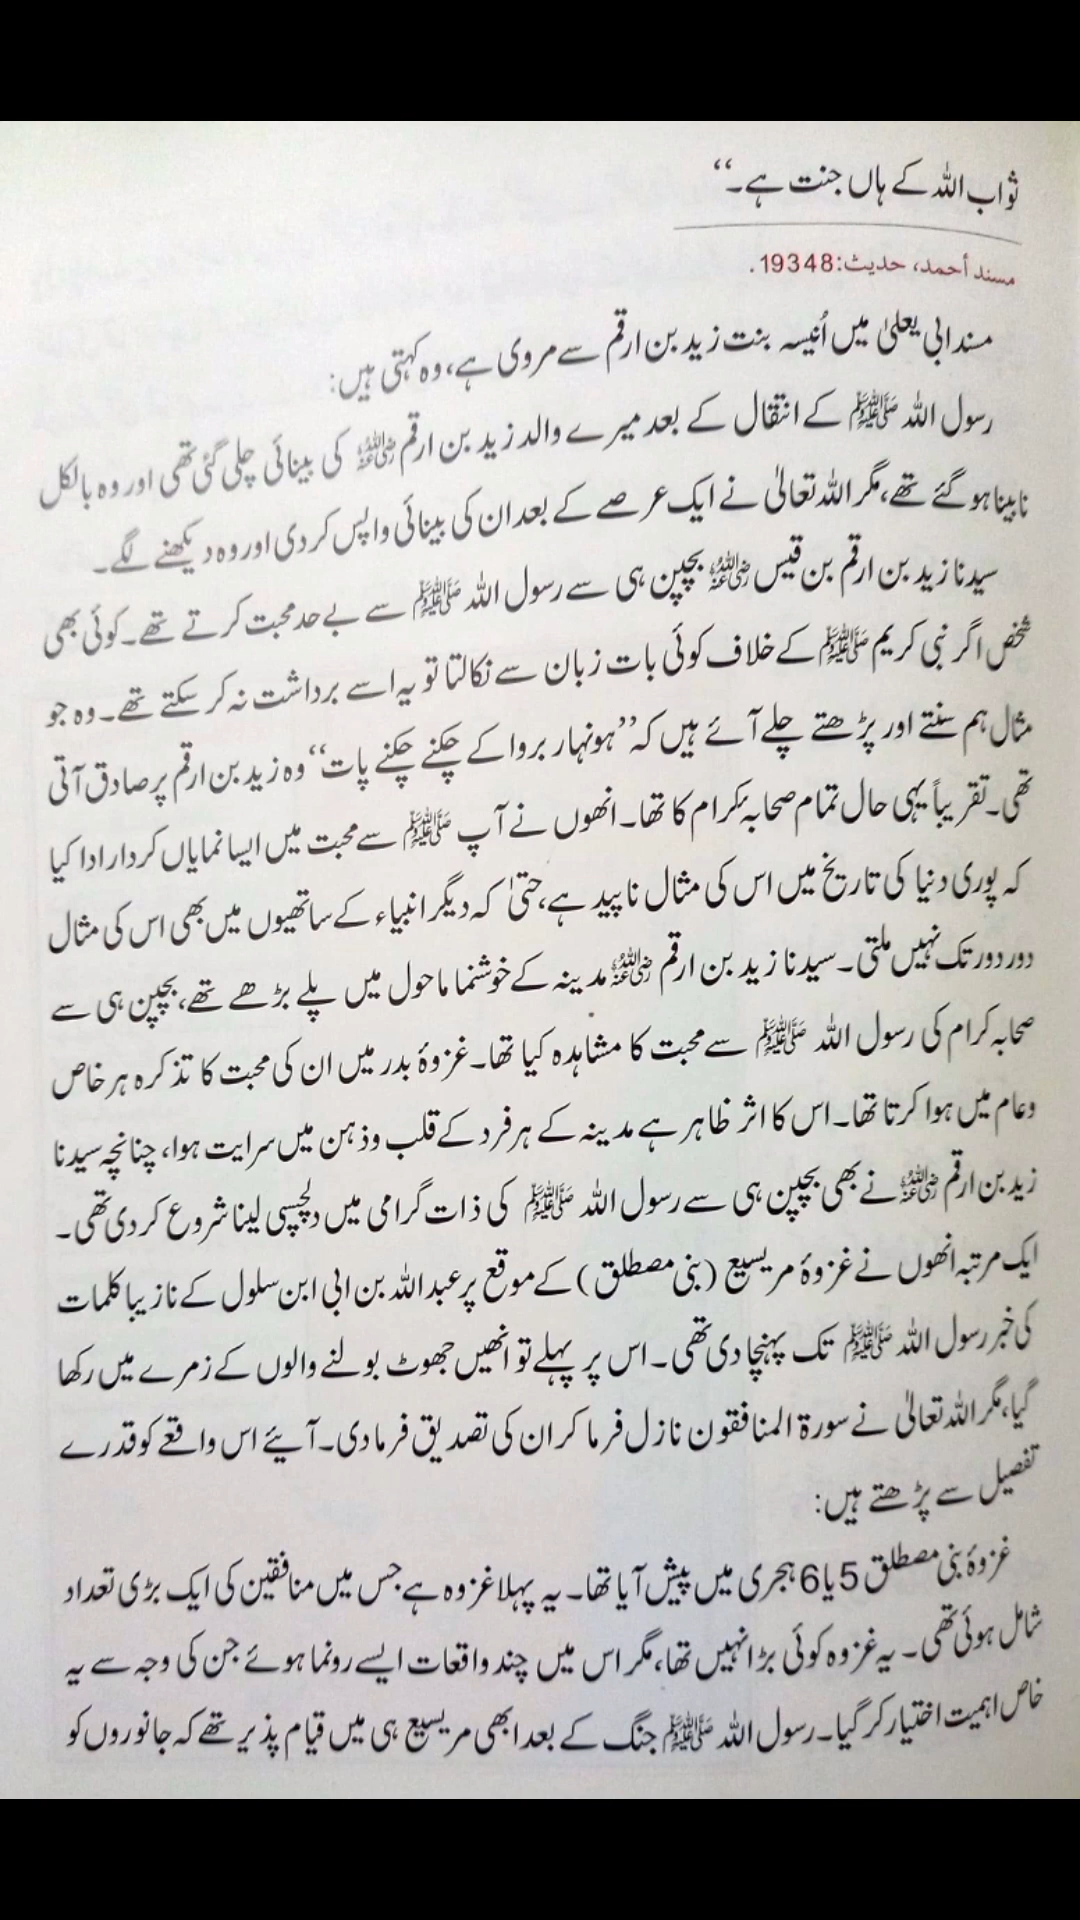 ثواب اللہ کے ہاں جنت ہے۔‘‘
مسند أحمد، حديث:19348.
مسند ابی یعلیٰ میں اُنیسہ بنت زید بن ارقم سے مروی ہے، وہ کہتی ہیں:
رسول اللہ ﷺ کے انتقال کے بعد میرے والد زید بن ارقم رضی اللہ عنہ کی بینائی چلی گئی تھی اور وہ بالکل
نابینا ہو گئے تھے، مگر اللہ تعالیٰ نے ایک عرصے کے بعد ان کی بینائی واپس کر دی اور وہ دیکھنے لگے۔
سیدنا زید بن ارقم بن قیس رضی اللہ عنہ بچپن ہی سے رسول اللہ ﷺ سے بے حد محبت کرتے تھے۔ کوئی بھی
شخص اگر نبی کریم ﷺ کے خلاف کوئی بات زبان سے نکالتا تو یہ اسے برداشت نہ کر سکتے تھے۔ وہ جو
مثال ہم سنتے اور پڑھتے چلے آئے ہیں کہ ’’ہونہار بروا کے چکنے چکنے پات‘‘ وہ زید بن ارقم پر صادق آتی
تھی۔ تقریباً یہی حال تمام صحابۂ کرام کا تھا۔ انھوں نے آپ ﷺ سے محبت میں ایسا نمایاں کردار ادا کیا
کہ پوری دنیا کی تاریخ میں اس کی مثال ناپید ہے، حتیٰ کہ دیگر انبیاء کے ساتھیوں میں بھی اس کی مثال
دور دور تک نہیں ملتی۔ سیدنا زید بن ارقم رضی اللہ عنہ مدینہ کے خوشنما ماحول میں پلے بڑھے تھے، بچپن ہی سے
صحابہ کرام کی رسول اللہ ﷺ سے محبت کا مشاہدہ کیا تھا۔ غزوۂ بدر میں ان کی محبت کا تذکرہ ہر خاص
وعام میں ہوا کرتا تھا۔ اس کا اثر ظاہر ہے مدینہ کے ہر فرد کے قلب وذہن میں سرایت ہوا، چنانچہ سیدنا
زید بن ارقم رضی اللہ عنہ نے بھی بچپن ہی سے رسول اللہ ﷺ کی ذات گرامی میں دلچسپی لینا شروع کر دی تھی۔
ایک مرتبہ انھوں نے غزوۂ مریسیع (بنی مصطلق) کے موقع پر عبد اللہ بن ابی ابن سلول کے نازیبا کلمات
کی خبر رسول اللہ ﷺ تک پہنچا دی تھی۔ اس پر پہلے تو انھیں جھوٹ بولنے والوں کے زمرے میں رکھا
گیا، مگر اللہ تعالیٰ نے سورۃ المنافقون نازل فرما کر ان کی تصدیق فرما دی۔ آیئے اس واقعے کو قدرے
تفصیل سے پڑھتے ہیں:
غزوۂ بنی مصطلق 5 یا 6 ہجری میں پیش آیا تھا۔ یہ پہلا غزوہ ہے جس میں منافقین کی ایک بڑی تعداد
شامل ہوئی تھی۔ یہ غزوہ کوئی بڑا نہیں تھا، مگر اس میں چند واقعات ایسے رونما ہوئے جن کی وجہ سے یہ
خاص اہمیت اختیار کر گیا۔ رسول اللہ ﷺ جنگ کے بعد ابھی مریسیع ہی میں قیام پذیر تھے کہ جانوروں کو